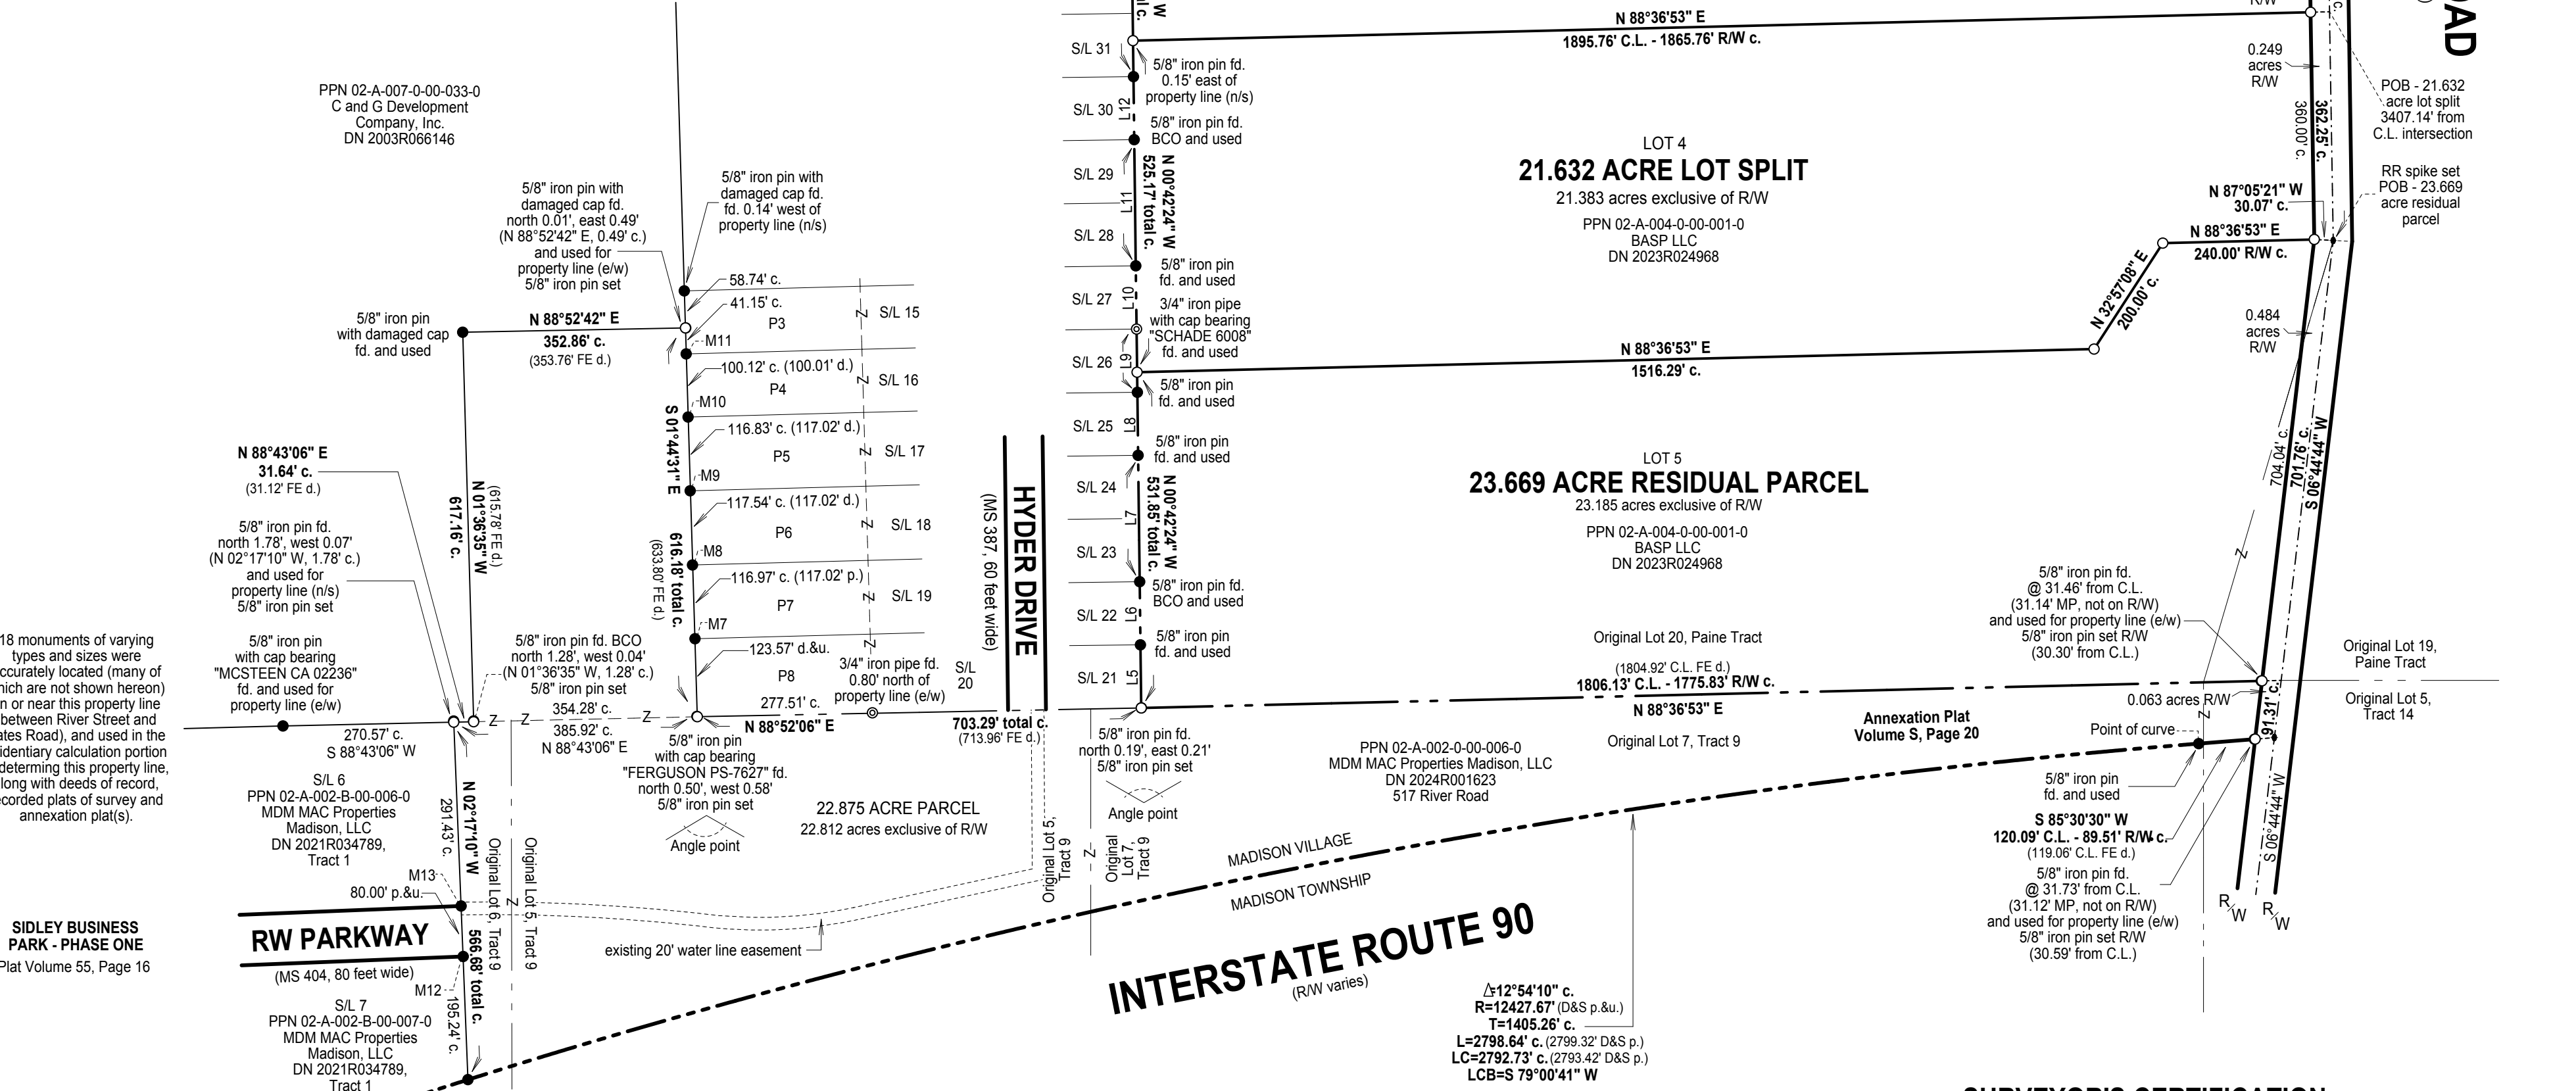 PPN 02-A-007-0-00-033-0
C and G Development
Company, Inc.
DN 2003R066146
5/8" iron pin with
damaged cap fd.
north 0.01', east 0.49'
(N 88°52'42" E, 0.49' c.)
and used for
property line (e/w)
5/8" iron pin set
5/8" iron pin with
damaged cap fd.
fd. 0.14' west of
property line (n/s)
5/8" iron pin
with damaged cap
fd. and used
N 88°52'42" E
352.86' c.
(353.76' FE d.)
58.74' c.
41.15' c.
P3
M11
100.12' c. (100.01' d.)
P4
M10
116.83' c. (117.02' d.)
P5
M9
117.54' c. (117.02' d.)
P6
M8
116.97' c. (117.02' p.)
P7
M7
123.57' d.&u.
P8
S 01°44'31" E
616.18' total c.
(633.80' FE d.)
Z
S/L 15
Z
S/L 16
Z
S/L 17
Z
S/L 18
S/L 19
Z
S/L
20
N 88°43'06" E
31.64' c.
(31.12' FE d.)
N 01°36'35" W
617.16' c.
(615.78' FE d.)
5/8" iron pin fd.
north 1.78', west 0.07'
(N 02°17'10" W, 1.78' c.)
and used for
property line (n/s)
5/8" iron pin set
5/8" iron pin
with cap bearing
"MCSTEEN CA 02236"
fd. and used for
property line (e/w)
18 monuments of varying
types and sizes were
(many of
are not shown hereon)
or near this property line
between River Street and
Road), and used in the
calculation portion
this property line,
with deeds of record,
plats of survey and
annexation plat(s).
270.57' c.
S 88°43'06" W
5/8" iron pin fd. BCO
north 1.28', west 0.04'
(N 01°36'35" W, 1.28' c.)
5/8" iron pin set
354.28' c.
Z Z Z
385.92' c.
N 88°43'06" E
277.51' c.
N 88°52'06" E
703.29' total c.
(713.96' FE d.)
3/4" iron pipe fd.
0.80' north of
property line (e/w)
5/8" iron pin
with cap bearing
"FERGUSON PS-7627" fd.
north 0.50', west 0.58'
5/8" iron pin set
Angle point
22.875 ACRE PARCEL
22.812 acres exclusive of R/W
S/L 6
PPN 02-A-002-B-00-006-0
MDM MAC Properties
Madison, LLC
DN 2021R034789,
Tract 1
N 02°17'10" W
291.43' c.
566.68' total c.
195.24' c.
M13
80.00' p.&u.
M12
Original Lot 6, Tract 9
Z
Original Lot 5, Tract 9
SIDLEY BUSINESS
PARK - PHASE ONE
Plat Volume 55, Page 16
RW PARKWAY
(MS 404, 80 feet wide)
S/L 7
PPN 02-A-002-B-00-007-0
MDM MAC Properties
Madison, LLC
DN 2021R034789,
Tract 1
existing 20' water line easement
HYDER DRIVE
(MS 387, 60 feet wide)
Original Lot 5,
Tract 9
Z
Original
Lot 7,
Tract 9
S/L 31
S/L 30
S/L 29
S/L 28
S/L 27
S/L 26
S/L 25
S/L 24
S/L 23
S/L 22
S/L 21
L12
L11
L10
L9
L8
L7
L6
L5
W
5/8" iron pin fd.
0.15' east of
property line (n/s)
5/8" iron pin fd.
BCO and used
N 00°42'24" W
525.17' total c.
5/8" iron pin
fd. and used
3/4" iron pipe
with cap bearing
"SCHADE 6008"
fd. and used
5/8" iron pin
fd. and used
5/8" iron pin
fd. and used
N 00°42'24" W
531.85' total c.
5/8" iron pin fd.
BCO and used
5/8" iron pin
fd. and used
5/8" iron pin fd.
north 0.19', east 0.21'
5/8" iron pin set
Angle point
N 88°36'53" E
1895.76' C.L. - 1865.76' R/W c.
LOT 4
21.632 ACRE LOT SPLIT
21.383 acres exclusive of R/W
PPN 02-A-004-0-00-001-0
BASP LLC
DN 2023R024968
N 88°36'53" E
1516.29' c.
N 32°57'08" E
200.00' c.
N 88°36'53" E
240.00' R/W c.
N 87°05'21" W
30.07' c.
R/W
0.249
acres
R/W
360.00' c.
362.25' c.
c.
OAD
POB - 21.632
acre lot split
3407.14' from
C.L. intersection
RR spike set
POB - 23.669
acre residual
parcel
0.484
acres
R/W
LOT 5
23.669 ACRE RESIDUAL PARCEL
23.185 acres exclusive of R/W
PPN 02-A-004-0-00-001-0
BASP LLC
DN 2023R024968
704.04' c.
701.76' c.
S 06°44'44" W
Z
5/8" iron pin fd.
@ 31.46' from C.L.
(31.14' MP, not on R/W)
and used for property line (e/w)
5/8" iron pin set R/W
(30.30' from C.L.)
Original Lot 20, Paine Tract
(1804.92' C.L. FE d.)
1806.13' C.L. - 1775.83' R/W c.
N 88°36'53" E
Original Lot 7, Tract 9
Original Lot 19,
Paine Tract
Original Lot 5,
Tract 14
0.063 acres R/W
Z
91.31' c.
Point of curve
Annexation Plat
Volume S, Page 20
PPN 02-A-002-0-00-006-0
MDM MAC Properties Madison, LLC
DN 2024R001623
517 River Road
5/8" iron pin
fd. and used
S 85°30'30" W
120.09' C.L. - 89.51' R/W c.
(119.06' C.L. FE d.)
5/8" iron pin fd.
@ 31.73' from C.L.
(31.12' MP, not on R/W)
and used for property line (e/w)
5/8" iron pin set R/W
(30.59' from C.L.)
S 06°44'44" W
R/W
R/W
MADISON VILLAGE
MADISON TOWNSHIP
INTERSTATE ROUTE 90
(R/W varies)
Δ=12°54'10" c.
R=12427.67' (D&S p.&u.)
T=1405.26' c.
L=2798.64' c. (2799.32' D&S p.)
LC=2792.73' c. (2793.42' D&S p.)
LCB=S 79°00'41" W